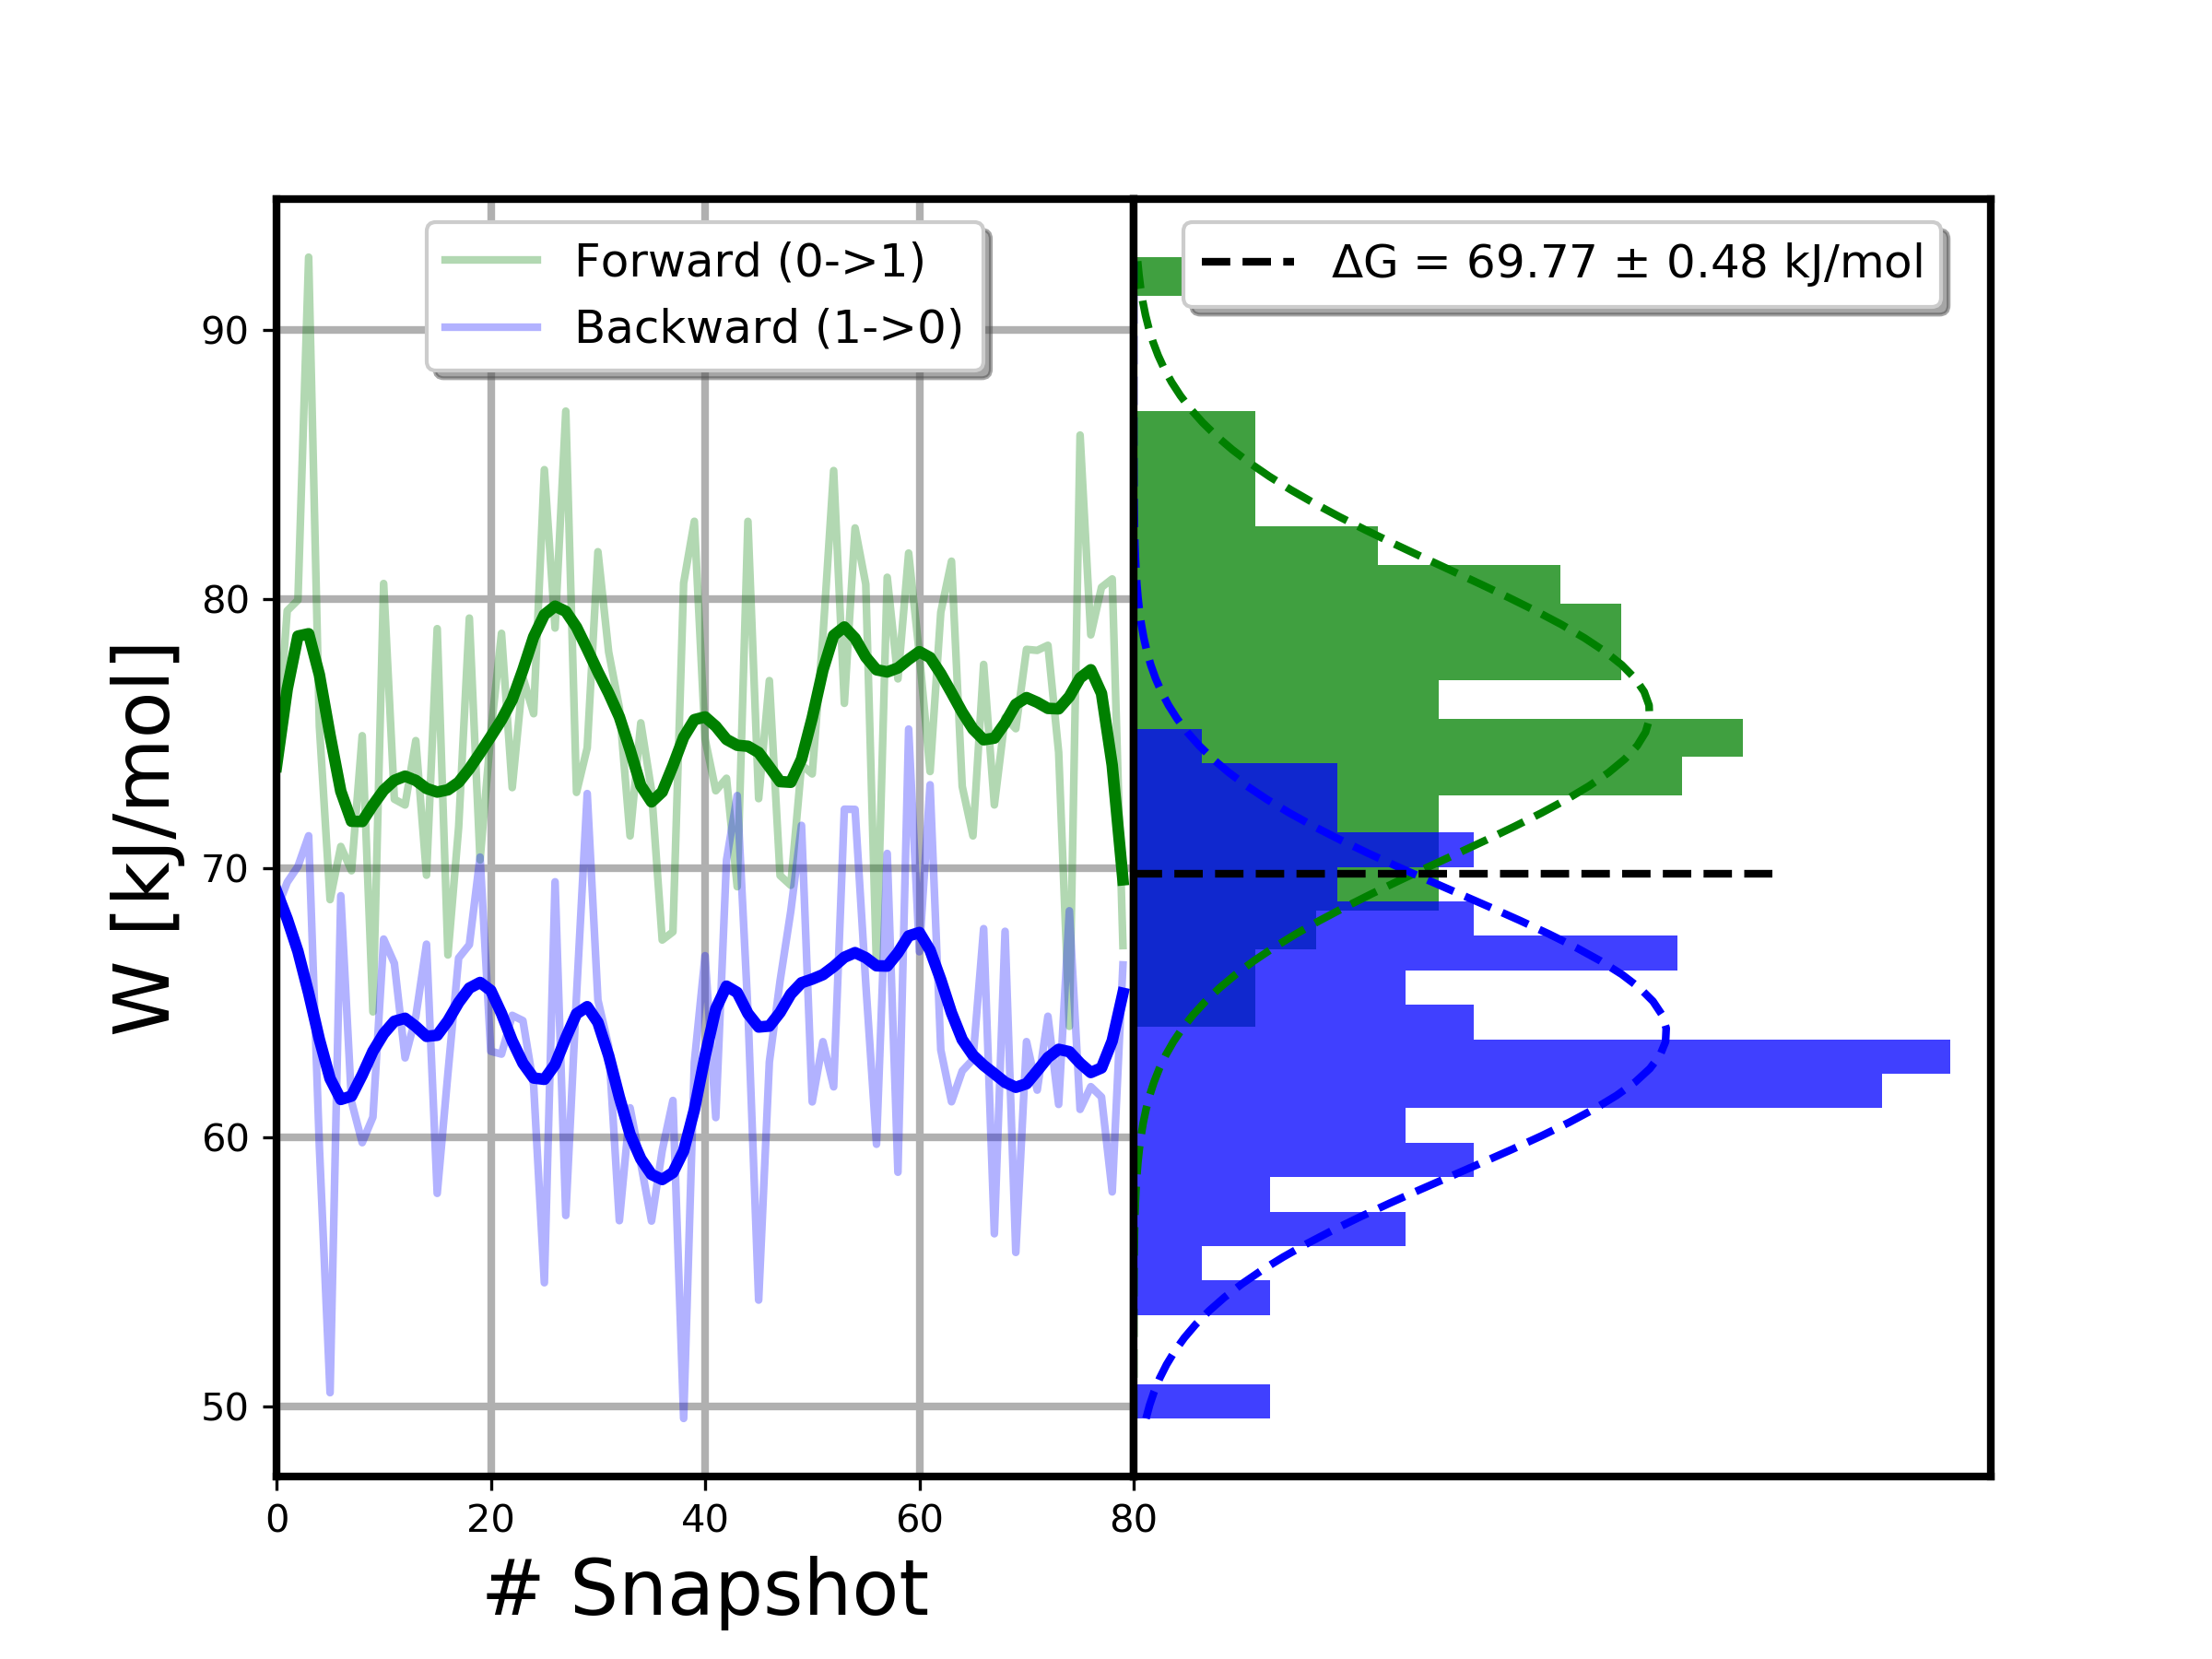 Forward (0->1)
Backward (1->0)
ΔG = 69.77 ± 0.48 kJ/mol
W [kJ/mol]
90
80
70
60
50
0 20 40 60 80
# Snapshot